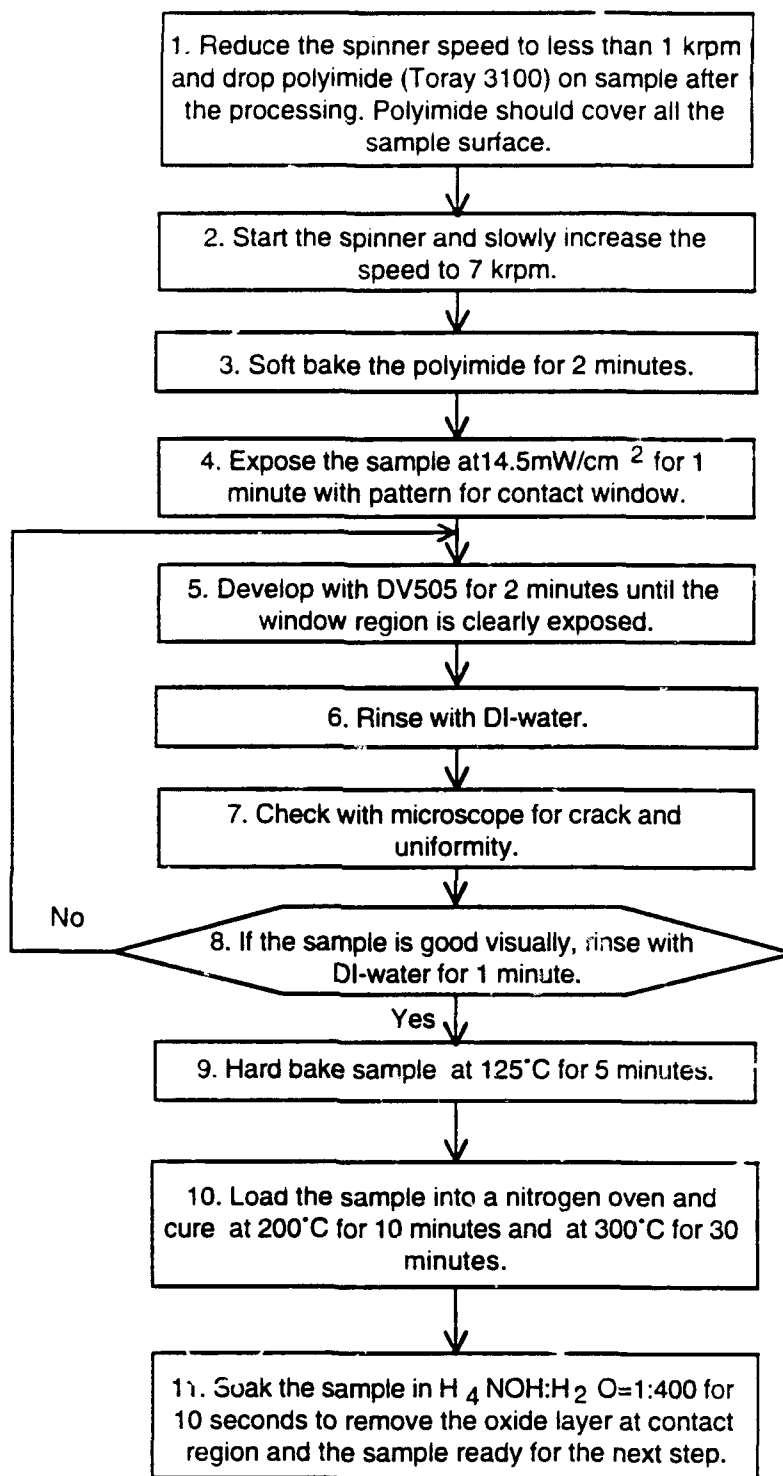 1. Reduce the spinner speed to less than 1 krpm
and drop polyimide (Toray 3100) on sample after
the processing. Polyimide should cover all the
sample surface.
2. Start the spinner and slowly increase the
speed to 7 krpm.
3. Soft bake the polyimide for 2 minutes.
4. Expose the sample at14.5mW/cm 2 for 1
minute with pattern for contact window.
5. Develop with DV505 for 2 minutes until the
window region is clearly exposed.
6. Rinse with DI-water.
7. Check with microscope for crack and
uniformity.
No
8. If the sample is good visually, rinse with
DI-water for 1 minute.
Yes
9. Hard bake sample at 125°C for 5 minutes.
10. Load the sample into a nitrogen oven and
cure at 200°C for 10 minutes and at 300°C for 30
minutes.
11. Soak the sample in H 4 NOH:H 2 O=1:400 for
10 seconds to remove the oxide layer at contact
region and the sample ready for the next step.